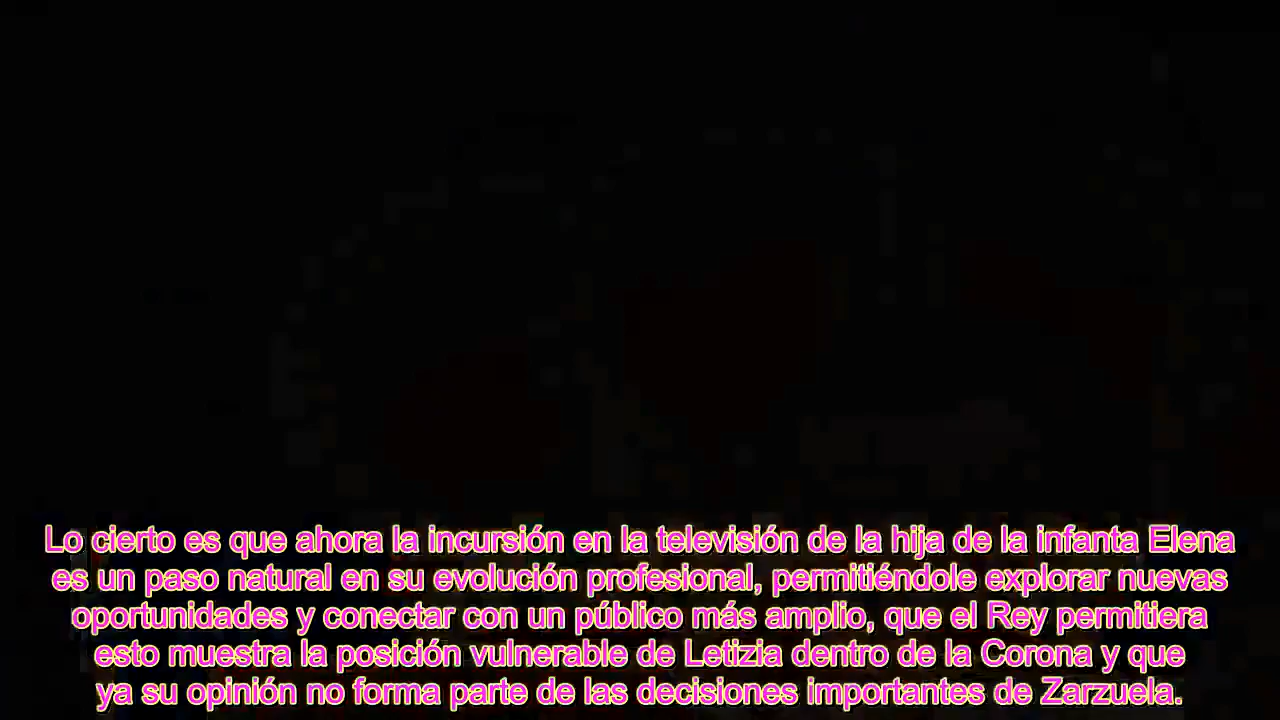 Lo cierto es que ahora la incursión en la televisión de la hija de la infanta Elena
es un paso natural en su evolución profesional, permitiéndole explorar nuevas
oportunidades y conectar con un público más amplio, que el Rey permitiera
esto muestra la posición vulnerable de Letizia dentro de la Corona y que
ya su opinión no forma parte de las decisiones importantes de Zarzuela.